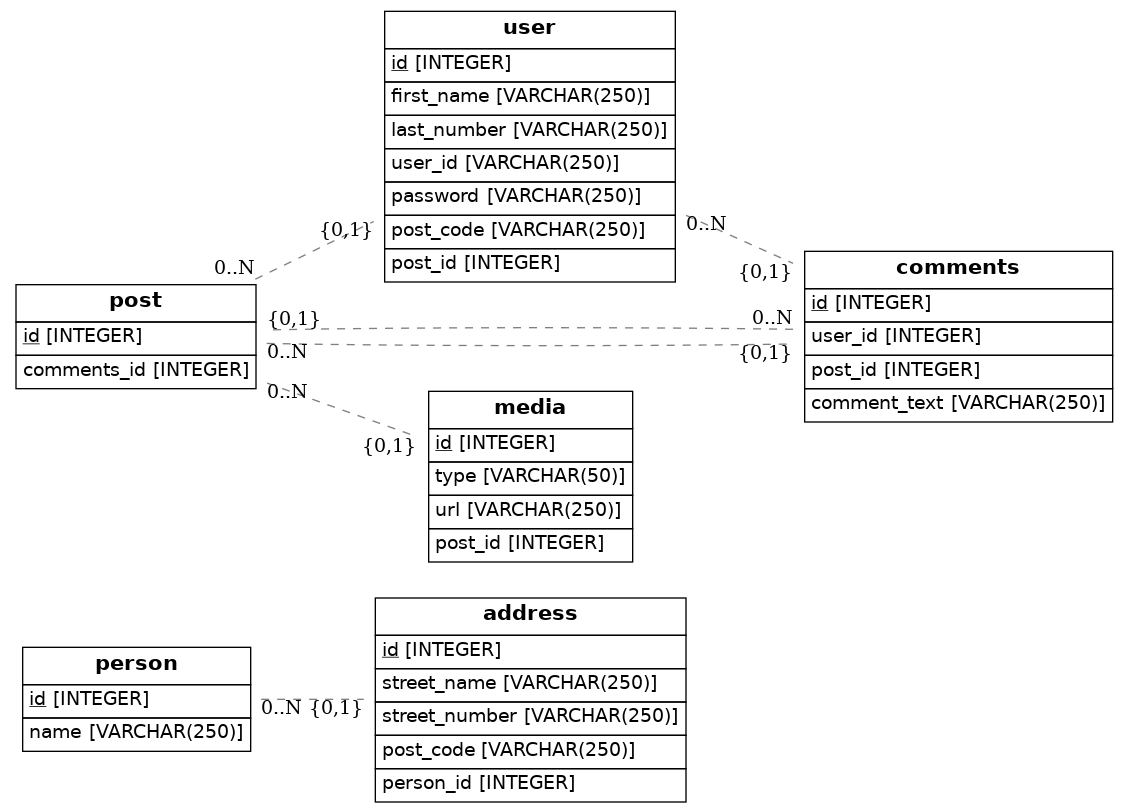 user
id [INTEGER]
first_name [VARCHAR(250)]
last_number [VARCHAR(250)]
user_id [VARCHAR(250)]
password [VARCHAR(250)]
post_code [VARCHAR(250)]
post_id [INTEGER]
{0,1}
0..N
0..N
{0,1}
post
id [INTEGER]
comments_id [INTEGER]
comments
id [INTEGER]
user_id [INTEGER]
post_id [INTEGER]
comment_text [VARCHAR(250)]
{0,1}
0..N
0..N
{0,1}
0..N
{0,1}
media
id [INTEGER]
type [VARCHAR(50)]
url [VARCHAR(250)]
post_id [INTEGER]
person
id [INTEGER]
name [VARCHAR(250)]
0..N {0,1}
address
id [INTEGER]
street_name [VARCHAR(250)]
street_number [VARCHAR(250)]
post_code [VARCHAR(250)]
person_id [INTEGER]